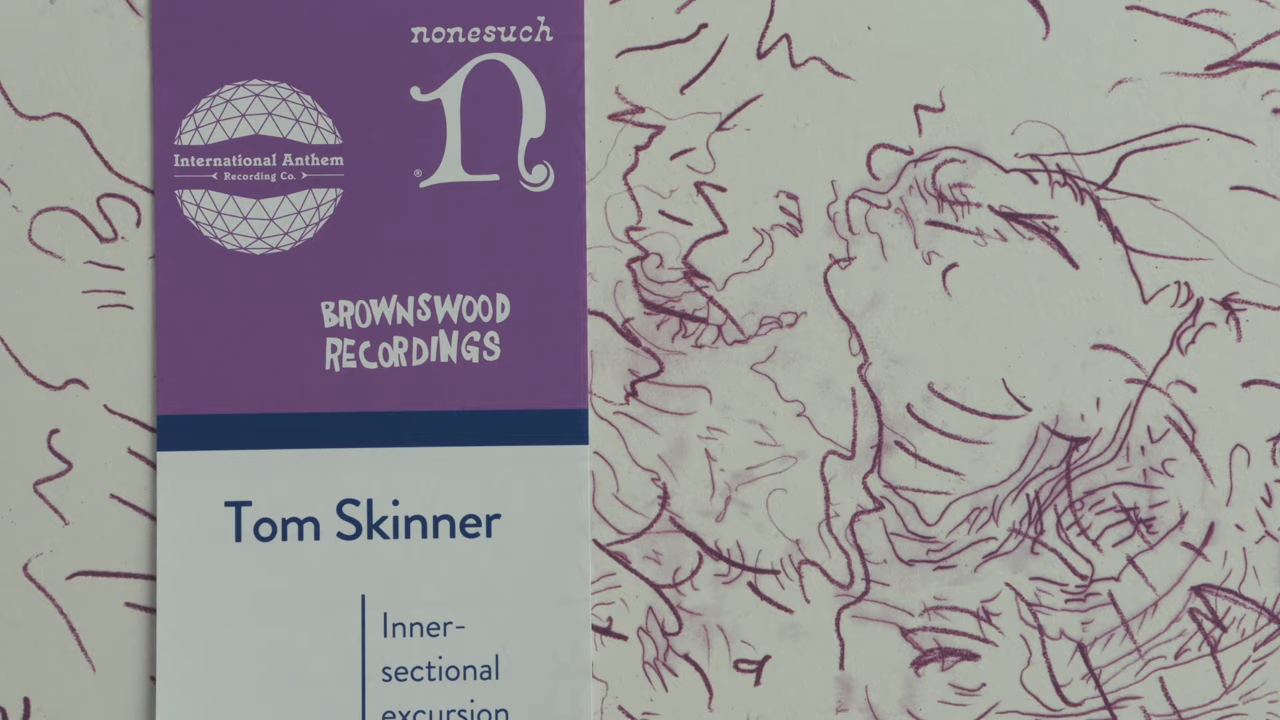 nonesuch
n
®
International Anthem
Recording Co.
BROWNSWOOD
RECORDINGS
Tom Skinner
Inner-
sectional
excursion